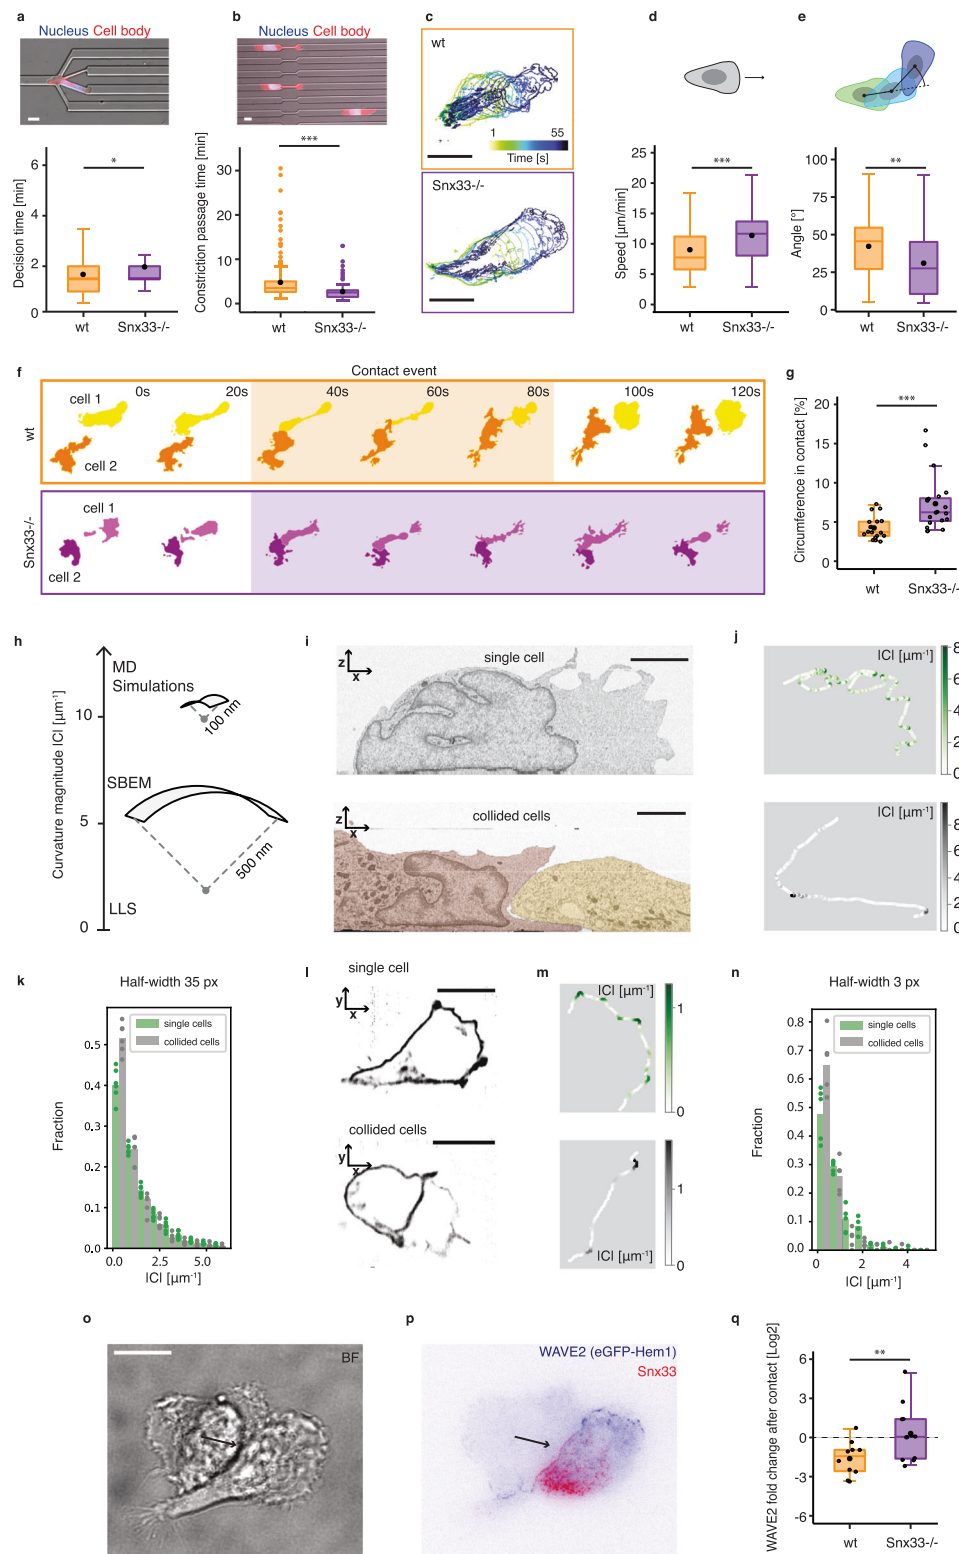 a
Nucleus Cell body
Decision time [min]
6
4
2
0
*
wt
Snx33-/-
b
Nucleus Cell body
Constriction passage time [min]
30
20
10
0
***
wt
Snx33-/-
c
wt
1
55
Time [s]
Snx33-/-
d
Speed [µm/min]
25
20
15
10
5
0
***
wt
Snx33-/-
e
Angle [°]
100
50
25
0
**
wt
Snx33-/-
f
Contact event
0s
20s
40s
60s
80s
100s
120s
wt
cell 1
cell 2
Snx33-/-
cell 1
cell 2
g
Circumference in contact [%]
20
15
10
5
0
***
wt
Snx33-/-
h
Curvature magnitude |C| [µm⁻¹]
MD
Simulations
10
100 nm
SBEM
5
500 nm
LLS
0
i
z
x
single cell
z
x
collided cells
j
|C| [µm⁻¹]
8
6
4
2
0
|C| [µm⁻¹]
8
6
4
2
0
k
Half-width 35 px
single cells
collided cells
Fraction
0.5
0.4
0.3
0.2
0.1
0.0
0.0
2.5
5.0
|C| [µm⁻¹]
l
single cell
y
x
collided cells
y
x
m
|C| [µm⁻¹]
1
0
|C| [µm⁻¹]
1
0
n
Half-width 3 px
single cells
collided cells
Fraction
0.8
0.7
0.6
0.5
0.4
0.3
0.2
0.1
0.0
0
2
4
|C| [µm⁻¹]
o
BF
p
WAVE2 (eGFP-Hem1)
Snx33
q
WAVE2 fold change after contact [Log2]
6
3
0
-3
-6
**
wt
Snx33-/-